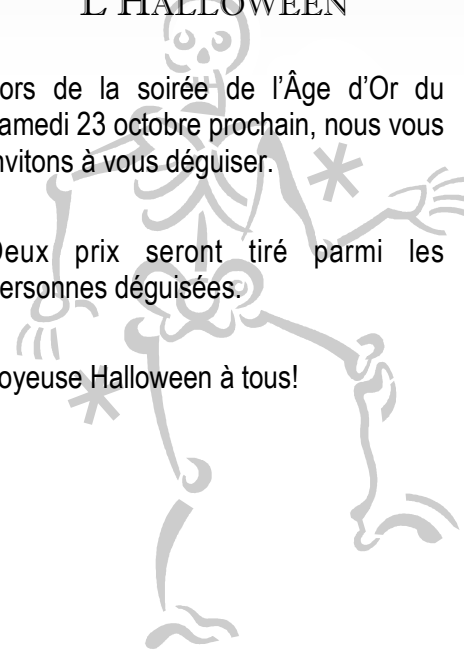 L'HALLOWEEN
ors de la soirée de l'Âge d'Or du
amedi 23 octobre prochain, nous vous
nvitons à vous déguiser.
Deux prix seront tiré parmi les
ersonnes déguisées.
oyeuse Halloween à tous!